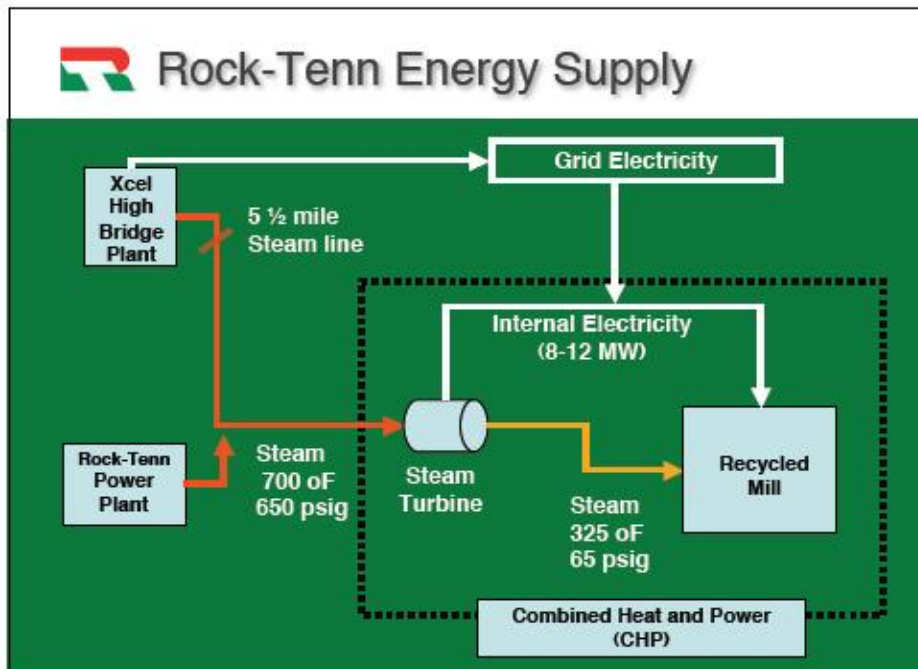 Rock-Tenn Energy Supply
Grid Electricity
Xcel
High
Bridge
Plant
5 ½ mile
Steam line
Internal Electricity
(8-12 MW)
Rock-Tenn
Power
Plant
Steam
700 oF
650 psig
Steam
Turbine
Steam
325 oF
65 psig
Recycled
Mill
Combined Heat and Power
(CHP)